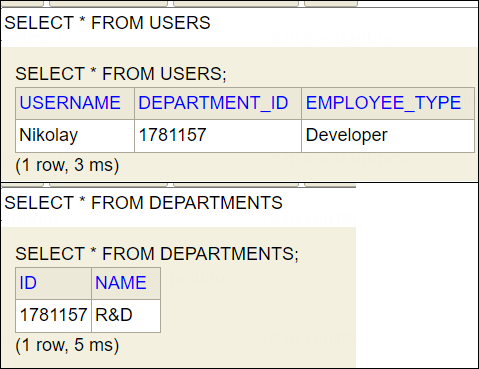 SELECT * FROM USERS
SELECT * FROM USERS;
USERNAME DEPARTMENT_ID EMPLOYEE_TYPE
Nikolay 1781157 Developer
(1 row, 3 ms)
SELECT * FROM DEPARTMENTS
SELECT * FROM DEPARTMENTS;
ID NAME
1781157 R&D
(1 row, 5 ms)